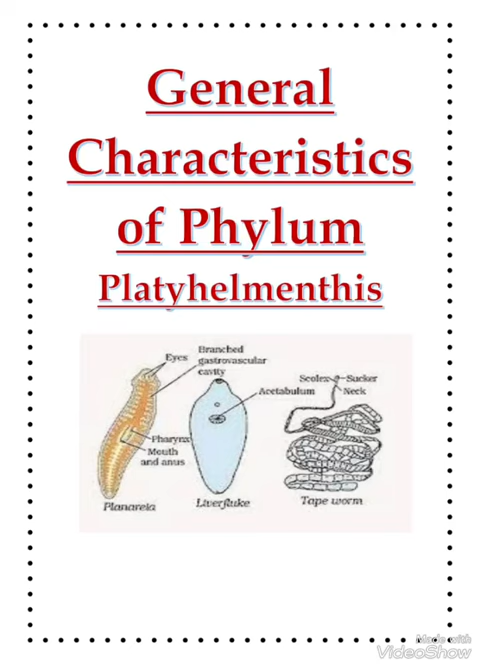 General
Characteristics
of Phylum
Platyhelmenthis
Eyes
Branched
gastrovascular
cavity
Pharynx
Mouth
and anus
Planareia
Acetabulum
Liverfluke
Scolex
Sucker
Neck
Tape worm
Made with
VideoShow